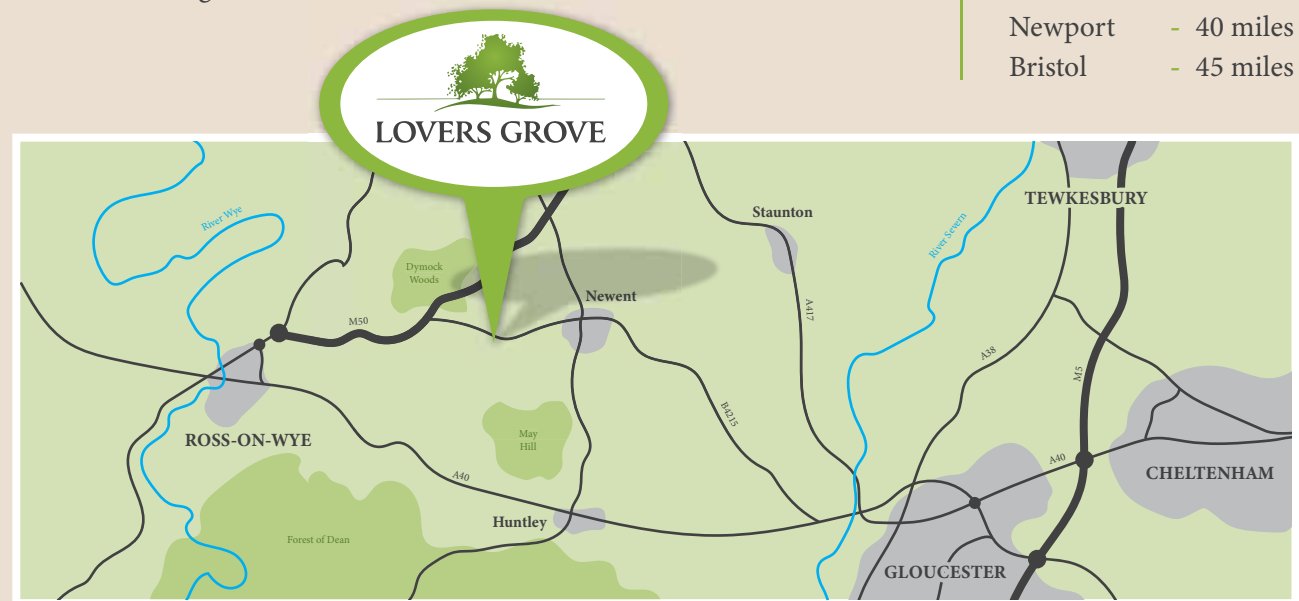 Newport - 40 miles
Bristol - 45 miles
LOVERS GROVE
River Wye
Staunton
TEWKESBURY
River Severn
Dymock
Woods
Newent
A417
M50
A38
M5
ROSS-ON-WYE
May
Hill
B4215
A40
A40
CHELTENHAM
Huntley
Forest of Dean
GLOUCESTER